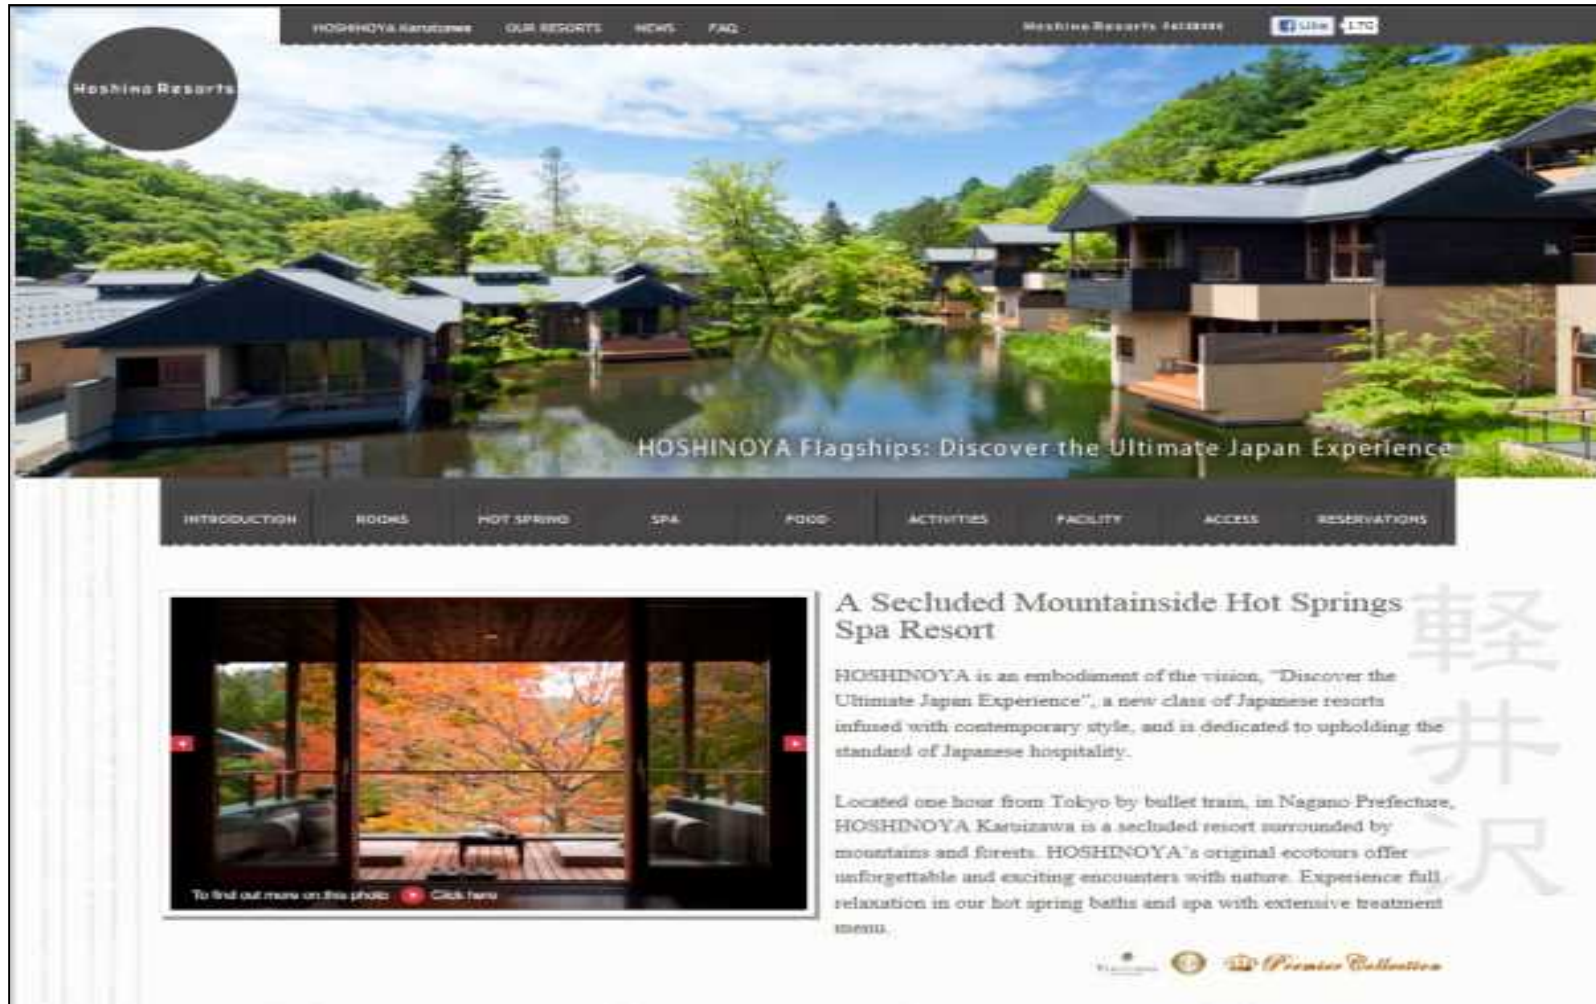 HOSHINOYA Karuizawa OUR RESORTS NEWS FAQ
Hoshino Resorts Facebook Like 170
Hoshino Resorts
HOSHINOYA Flagships: Discover the Ultimate Japan Experience
INTRODUCTION ROOMS HOT SPRING SPA FOOD ACTIVITIES FACILITY ACCESS RESERVATIONS
A Secluded Mountainside Hot Springs
Spa Resort
HOSHINOYA is an embodiment of the vision, "Discover the
Ultimate Japan Experience", a new class of Japanese resorts
infused with contemporary style, and is dedicated to upholding the
standard of Japanese hospitality.
Located one hour from Tokyo by bullet train, in Nagano Prefecture,
HOSHINOYA Karuizawa is a secluded resort surrounded by
mountains and forests. HOSHINOYA's original ecotours offer
unforgettable and exciting encounters with nature. Experience full
relaxation in our hot spring baths and spa with extensive treatment
menu.
軽井沢
To find out more on this photo Click here
Premier Collection